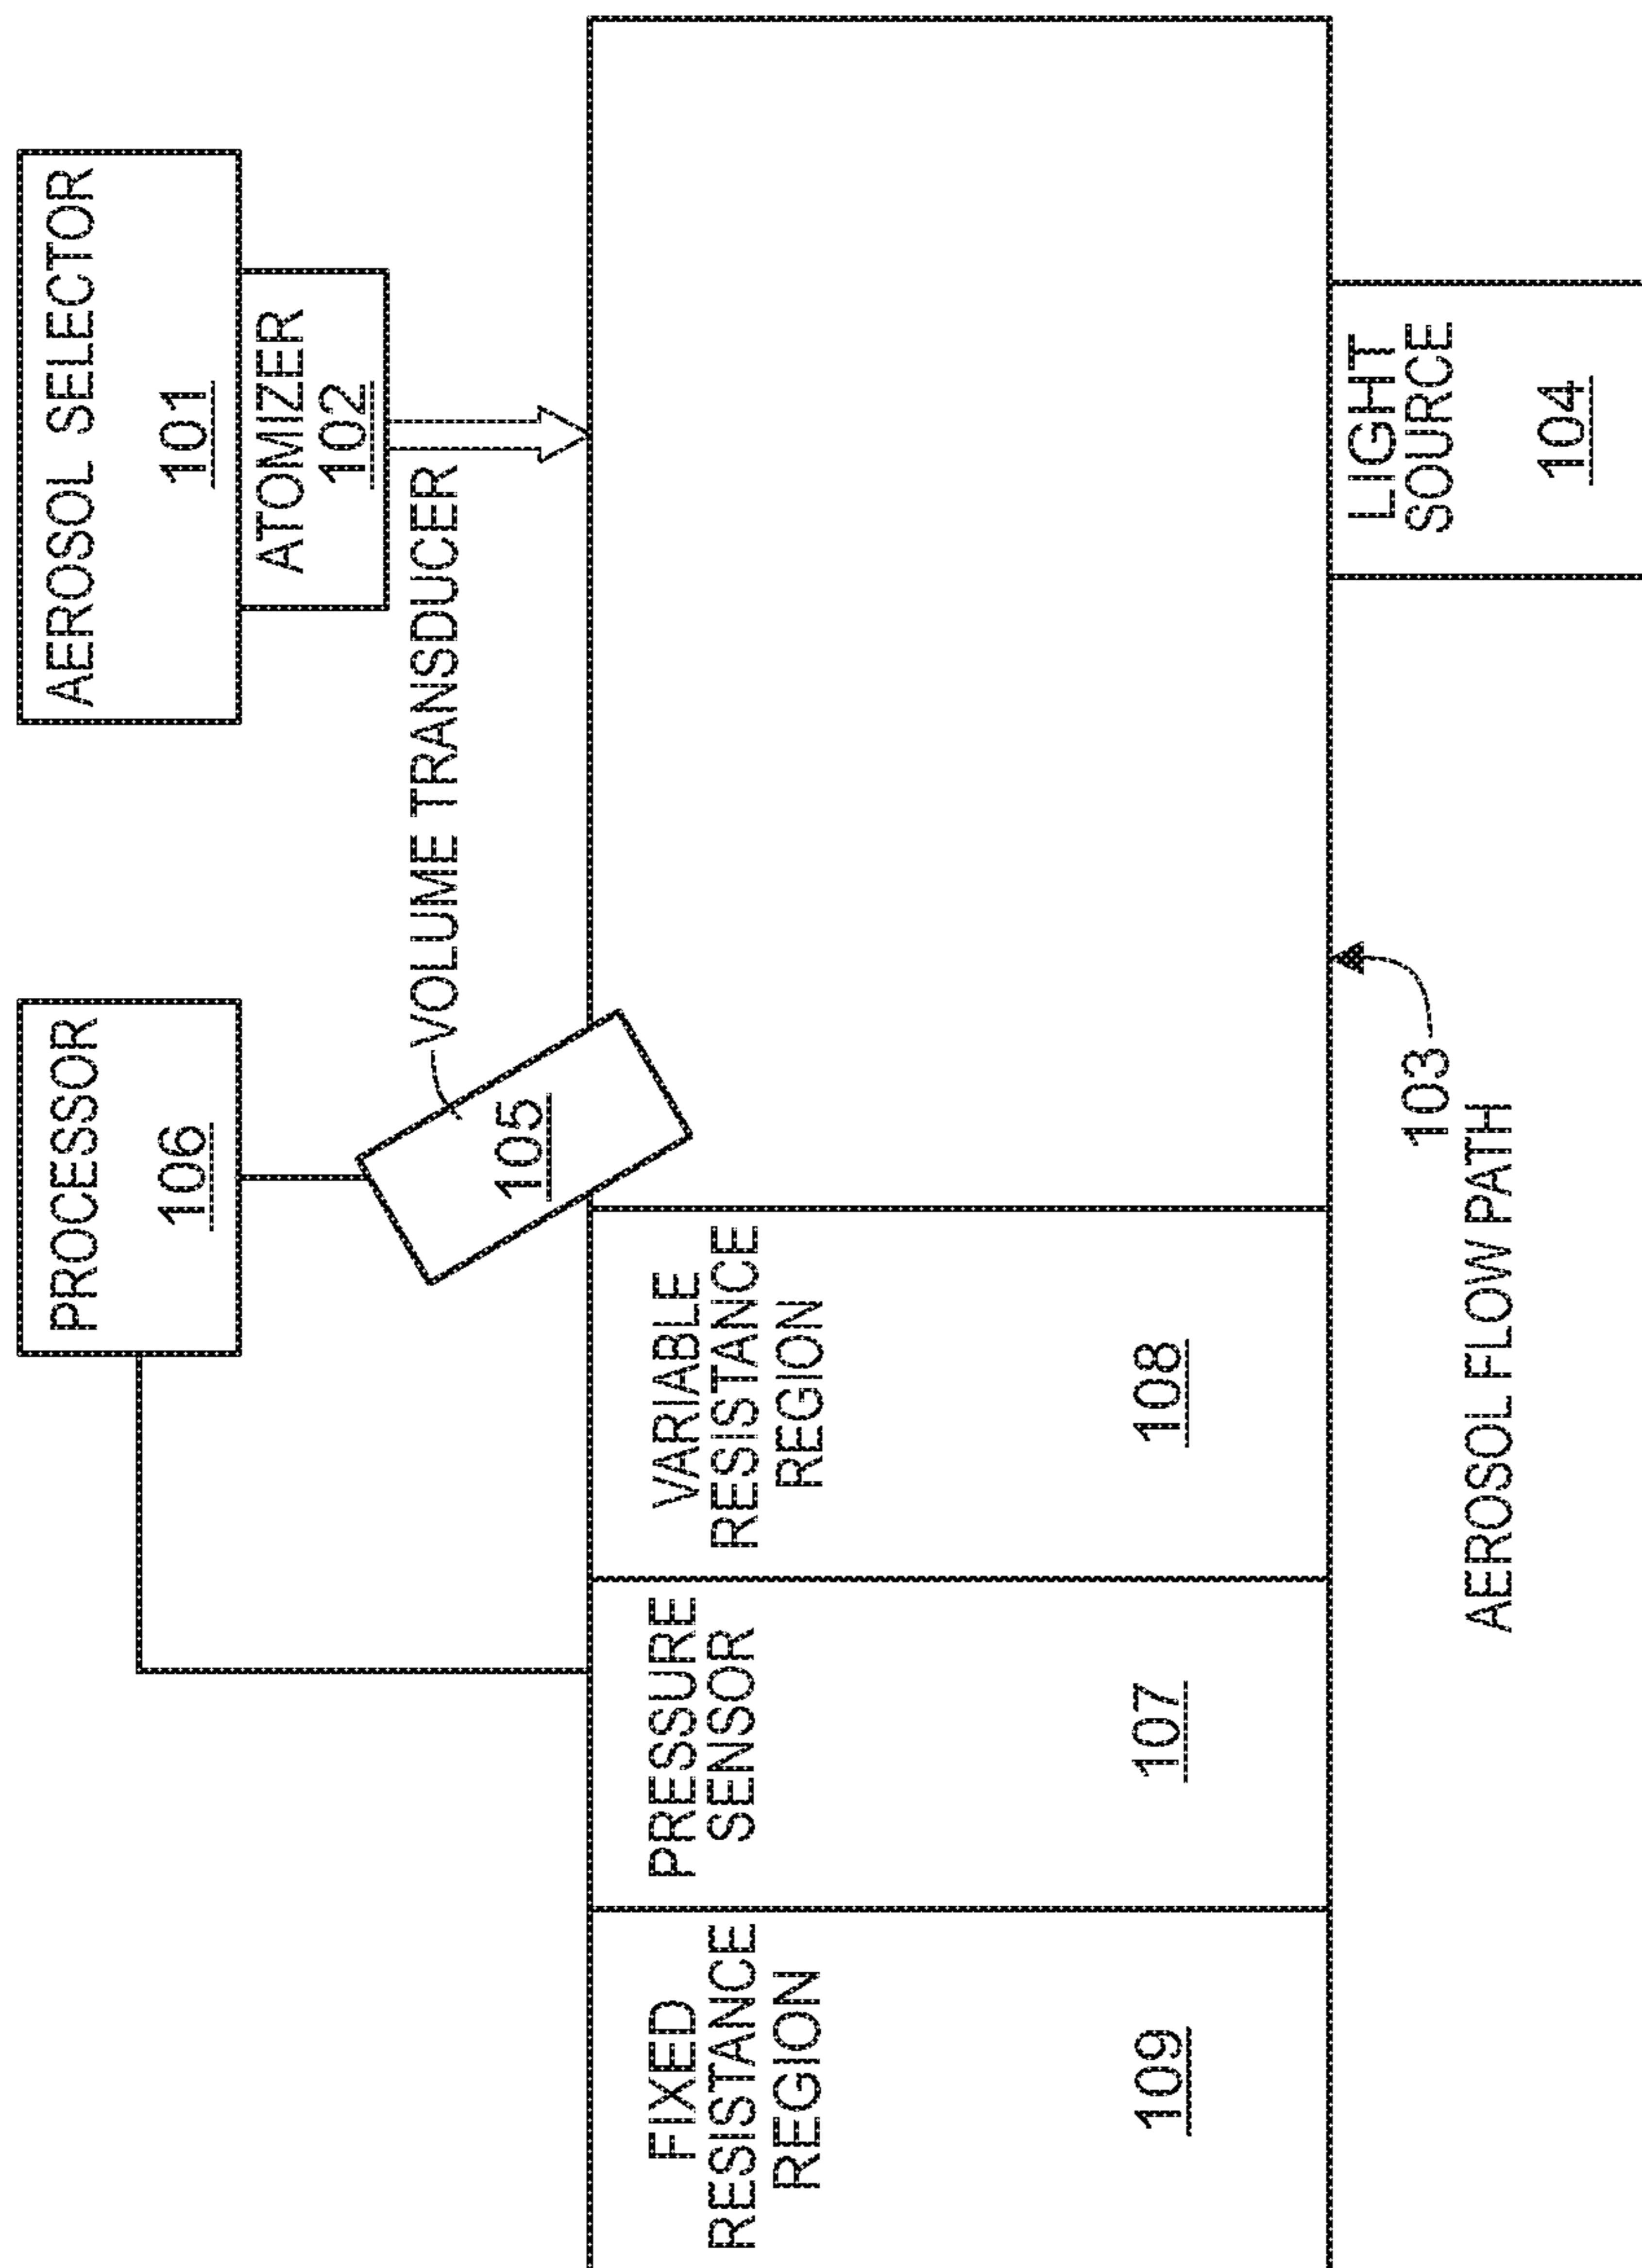 AEROSOL SELECTOR
101
ATOMIZER
102
VOLUME TRANSDUCER
PROCESSOR
106
105
FIXED
RESISTANCE
REGION
109
PRESSURE
SENSOR
107
VARIABLE
RESISTANCE
REGION
108
LIGHT
SOURCE
104
103
AEROSOL FLOW PATH